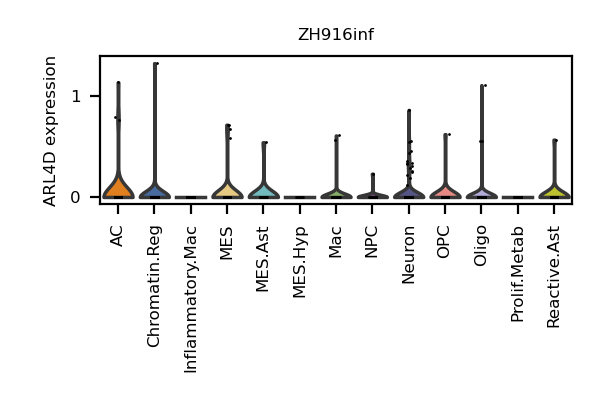 ZH916inf
ARL4D expression
1
0
AC
Chromatin.Reg
Inflammatory.Mac
MES
MES.Ast
MES.Hyp
Mac
NPC
Neuron
OPC
Oligo
Prolif.Metab
Reactive.Ast